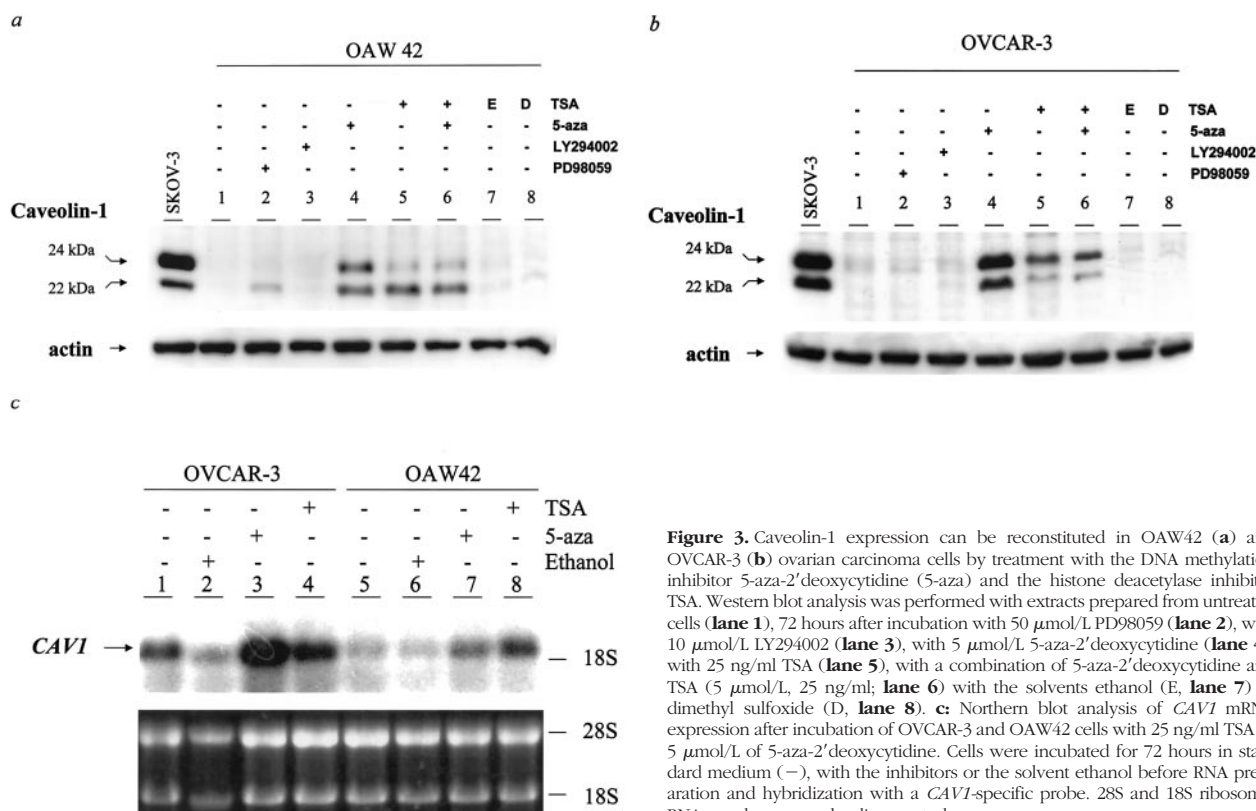 a
OAW 42
- - - - + + E D TSA
- - - + - + - - 5-aza
- - + - - - - - LY294002
- + - - - - - - PD98059
SKOV-3 1 2 3 4 5 6 7 8
Caveolin-1
24 kDa
22 kDa
actin →
b
OVCAR-3
- - - - + + E D TSA
- - - + - + - - 5-aza
- - + - - - - - LY294002
- + - - - - - - PD98059
SKOV-3 1 2 3 4 5 6 7 8
Caveolin-1
24 kDa
22 kDa
actin →
c
OVCAR-3 OAW42
- - - + - - - + TSA
- - + - - - + - 5-aza
- + - - - + - - Ethanol
1 2 3 4 5 6 7 8
CAV1 →
— 18S
— 28S
— 18S
Figure 3. Caveolin-1 expression can be reconstituted in OAW42 (a) a
OVCAR-3 (b) ovarian carcinoma cells by treatment with the DNA methylatio
inhibitor 5-aza-2′deoxycytidine (5-aza) and the histone deacetylase inhibit
TSA. Western blot analysis was performed with extracts prepared from untreat
cells (lane 1), 72 hours after incubation with 50 μmol/L PD98059 (lane 2), w
10 μmol/L LY294002 (lane 3), with 5 μmol/L 5-aza-2′deoxycytidine (lane 4
with 25 ng/ml TSA (lane 5), with a combination of 5-aza-2′deoxycytidine a
TSA (5 μmol/L, 25 ng/ml; lane 6) with the solvents ethanol (E, lane 7)
dimethyl sulfoxide (D, lane 8). c: Northern blot analysis of CAV1 mRN
expression after incubation of OVCAR-3 and OAW42 cells with 25 ng/ml TSA
5 μmol/L of 5-aza-2′deoxycytidine. Cells were incubated for 72 hours in sta
dard medium (−), with the inhibitors or the solvent ethanol before RNA pre
aration and hybridization with a CAV1-specific probe. 28S and 18S riboso